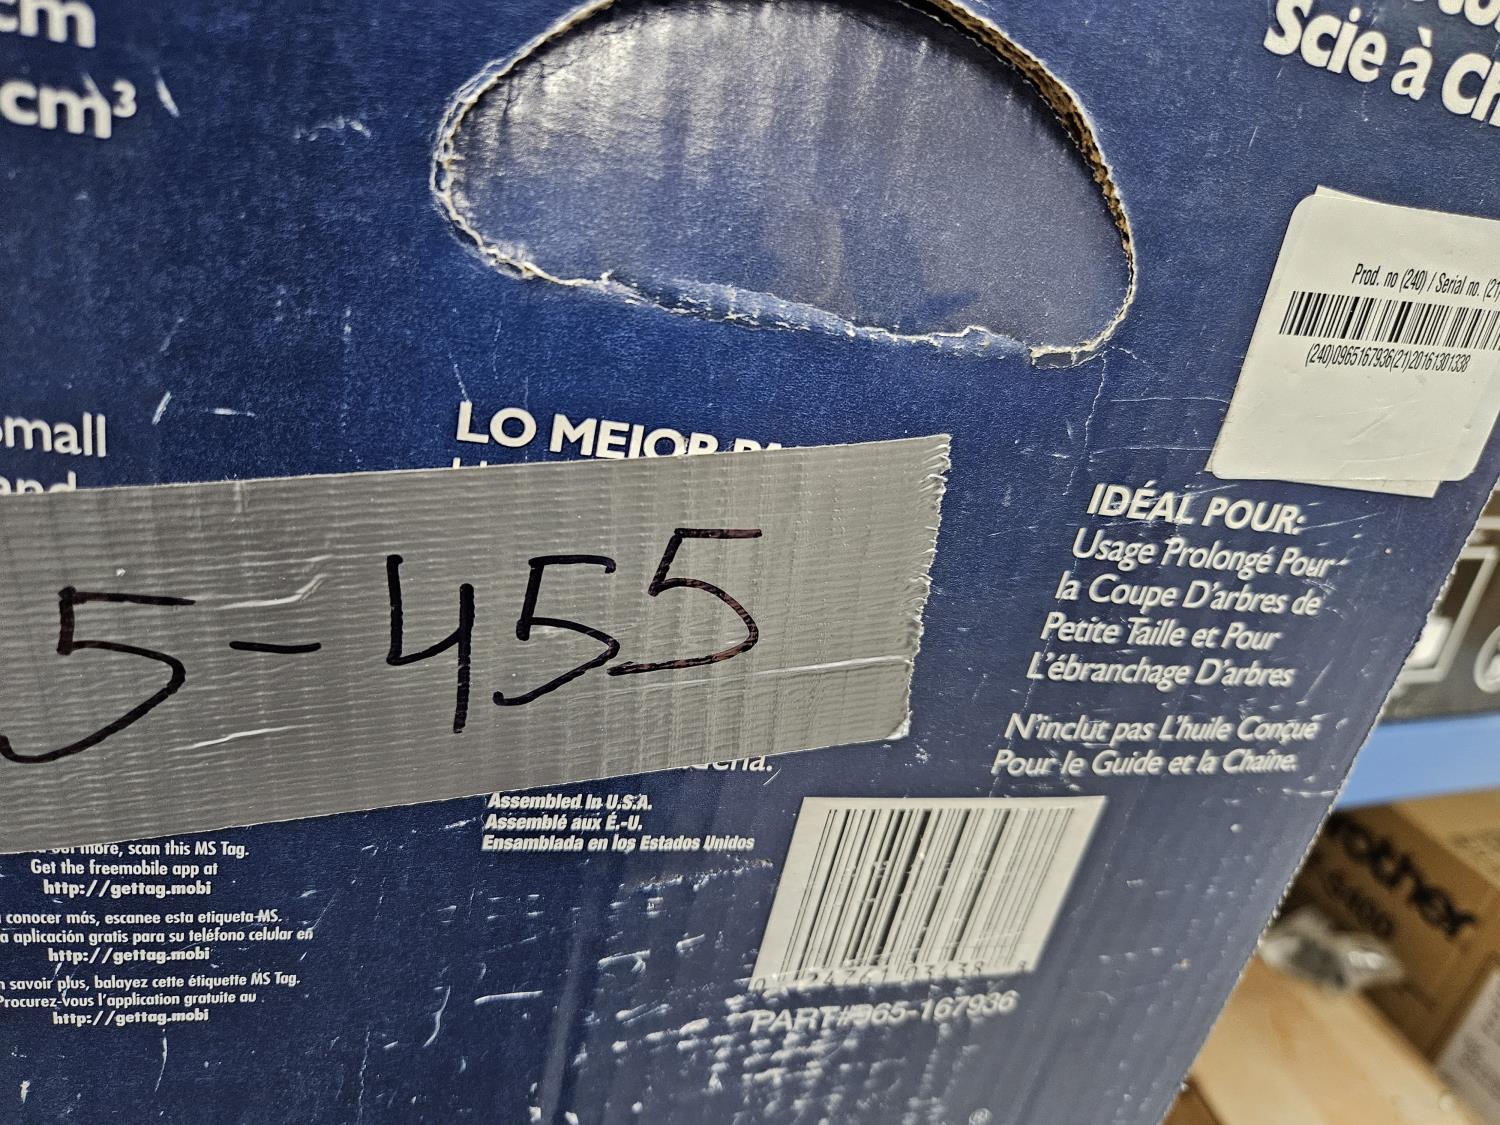 cm
cm³
Scie à
Prod. no (240) / Serial no. (21)
(240)0965167936(21)20161301338
small
and
LO MEJOR
5-455
IDÉAL POUR:
Usage Prolongé Pour
la Coupe D'arbres de
Petite Taille et Pour
L'ébranchage D'arbres
N'inclut pas L'huile Conçue
Pour le Guide et la Chaîne.
Assembled In U.S.A.
Assemblé aux É.-U.
Ensamblada en los Estados Unidos
more, scan this MS Tag.
Get the freemobile app at
http://gettag.mobi
conocer más, escanee esta etiqueta MS.
a aplicación gratis para su teléfono celular en
http://gettag.mobi
savoir plus, balayez cette étiquette MS Tag.
Procurez-vous l'application gratuite au
http://gettag.mobi
PART#965-167936
®
brother